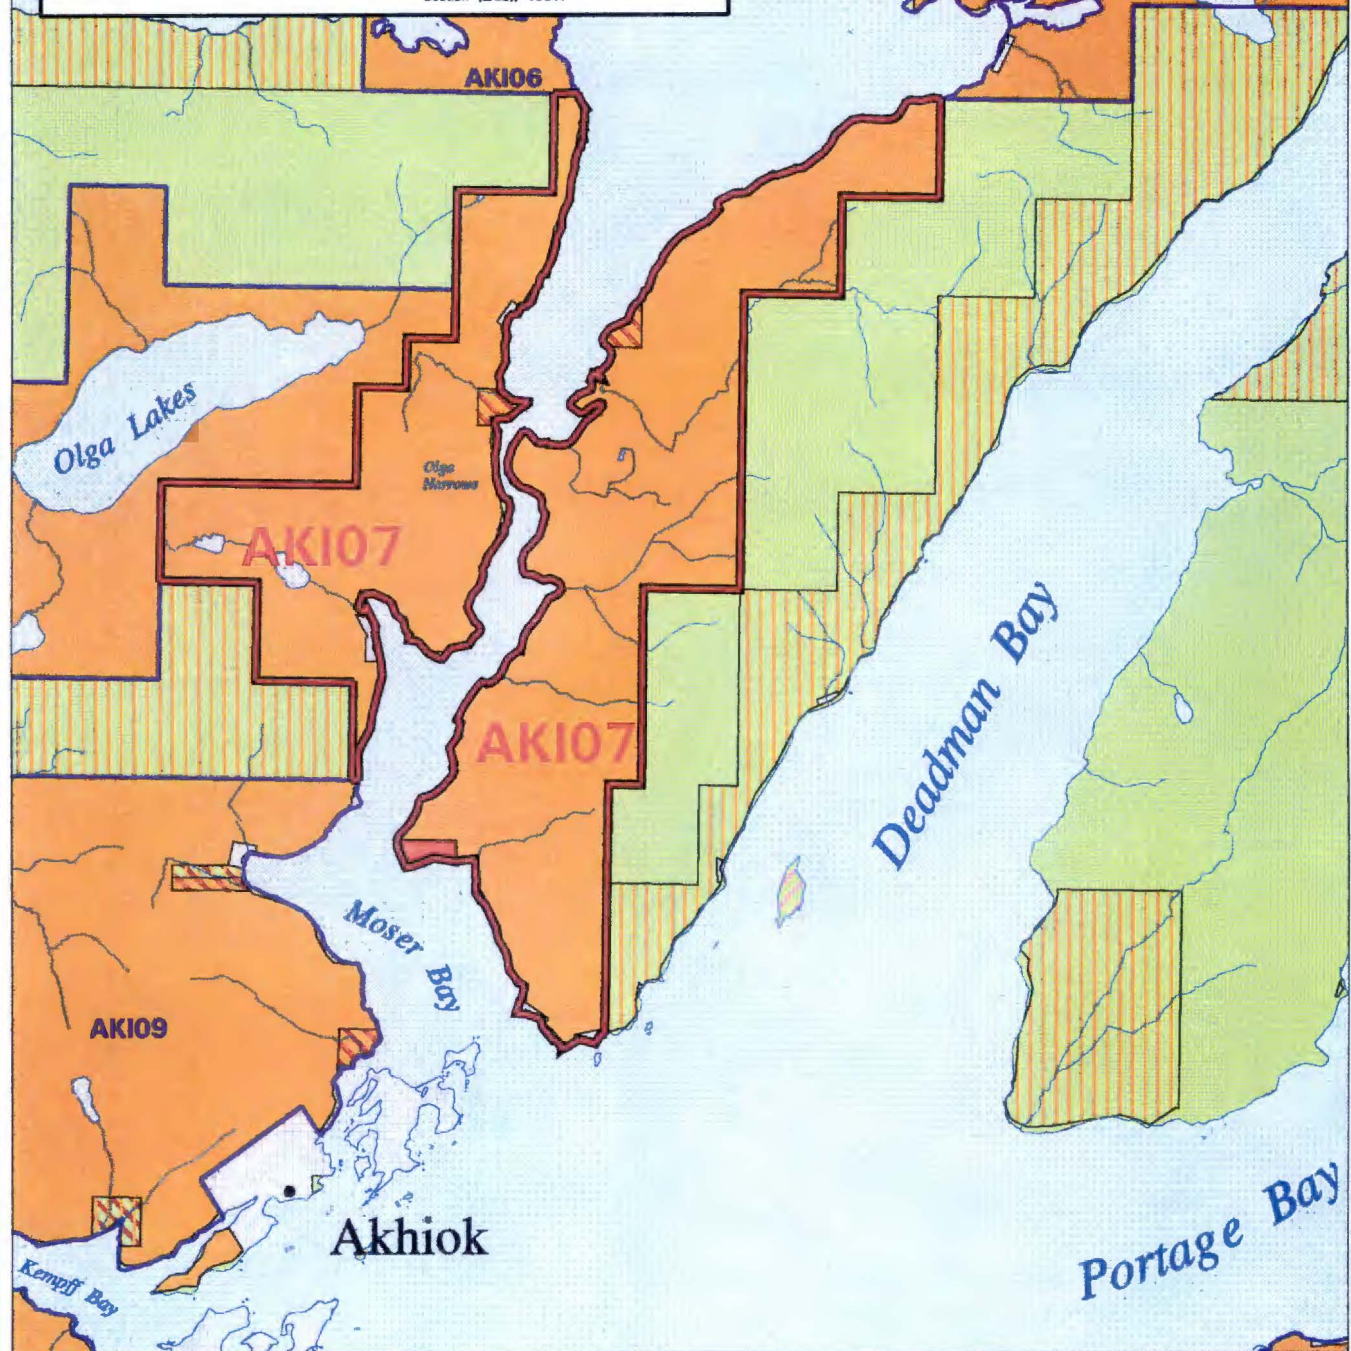 AKI06
Olga Lakes
Olga
Narrows
AKI07
Deadman Bay
AKI07
Moser Bay
AKI09
Portage Bay
Akhiok
Kempff Bay